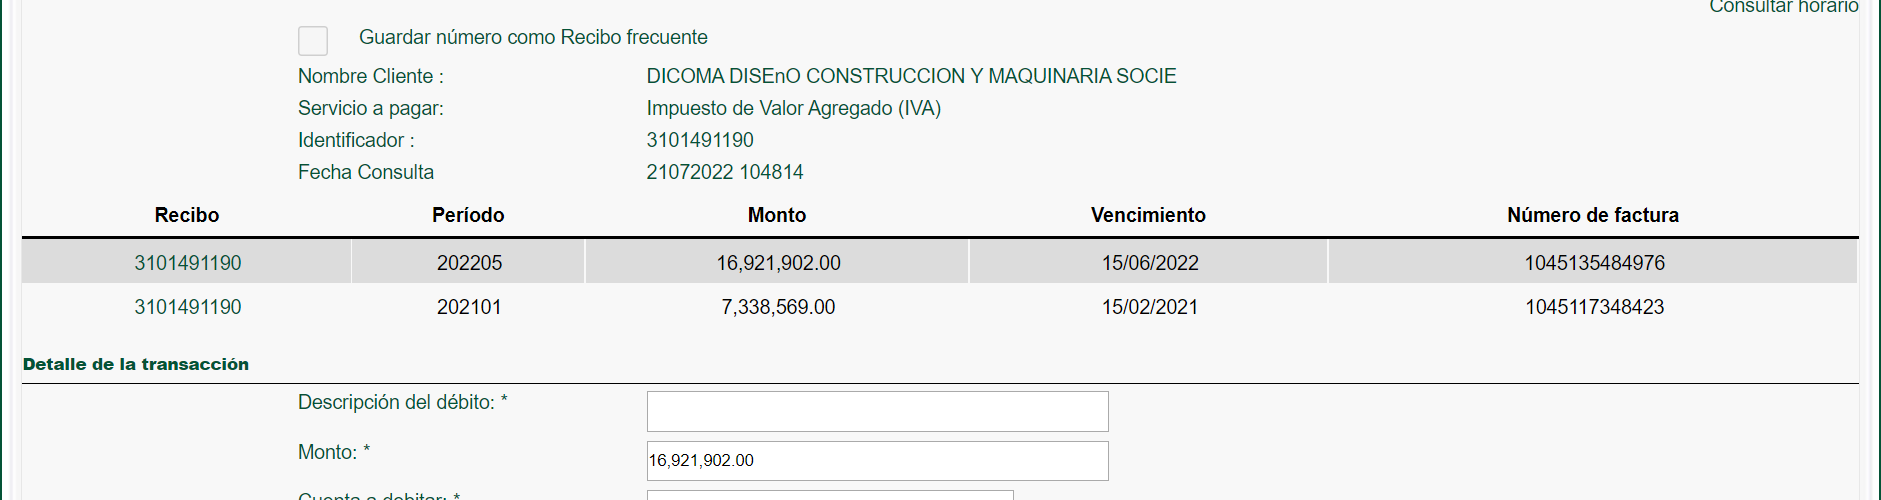 Consultar horario
Guardar número como Recibo frecuente
Nombre Cliente : DICOMA DISEnO CONSTRUCCION Y MAQUINARIA SOCIE
Servicio a pagar: Impuesto de Valor Agregado (IVA)
Identificador : 3101491190
Fecha Consulta 21072022 104814
Recibo Período Monto Vencimiento Número de factura
3101491190 202205 16,921,902.00 15/06/2022 1045135484976
3101491190 202101 7,338,569.00 15/02/2021 1045117348423
Detalle de la transacción
Descripción del débito: *
Monto: * 16,921,902.00
Cuenta a debitar: *